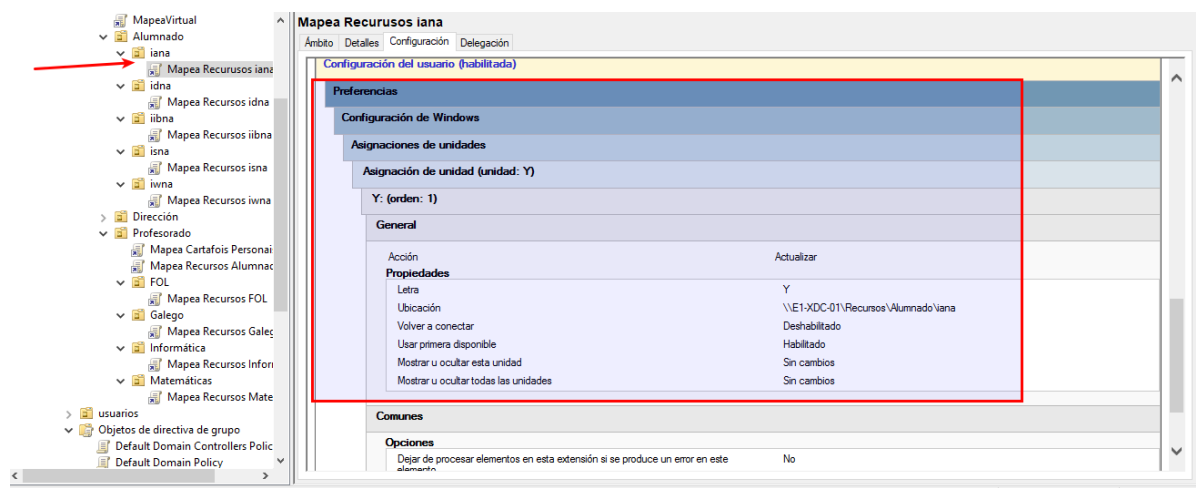 MapeaVirtual
Alumnado
iana
Mapea Recurusos iana
idna
Mapea Recursos idna
iibna
Mapea Recursos iibna
isna
Mapea Recursos isna
iwna
Mapea Recursos iwna
Dirección
Profesorado
Mapea Cartafois Personai
Mapea Recursos Alumnac
FOL
Mapea Recursos FOL
Galego
Mapea Recursos Galeg
Informática
Mapea Recursos Infor
Matemáticas
Mapea Recursos Mate
usuarios
Objetos de directiva de grupo
Default Domain Controllers Polic
Default Domain Policy
Mapea Recurusos iana
Ámbito Detalles Configuración Delegación
Configuración del usuario (habilitada)
Preferencias
Configuración de Windows
Asignaciones de unidades
Asignación de unidad (unidad: Y)
Y: (orden: 1)
General
Acción Actualizar
Propiedades
Letra Y
Ubicación \\E1-XDC-01\Recursos\Alumnado\iana
Volver a conectar Deshabilitado
Usar primera disponible Habilitado
Mostrar u ocultar esta unidad Sin cambios
Mostrar u ocultar todas las unidades Sin cambios
Comunes
Opciones
Dejar de procesar elementos en esta extensión si se produce un error en este No
elemento